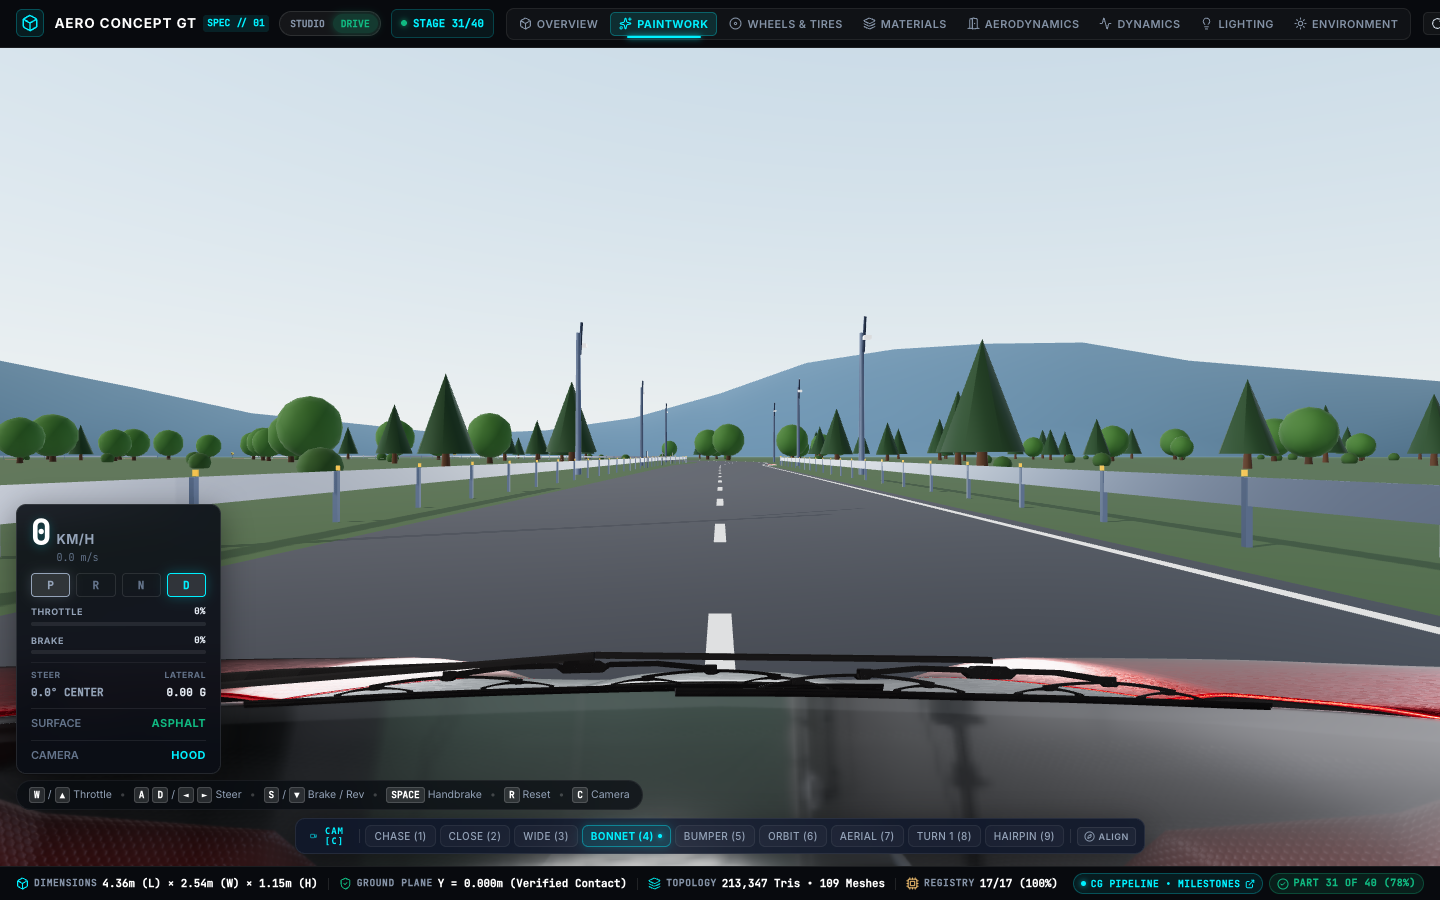 AERO CONCEPT GT SPEC // 01 STUDIO DRIVE STAGE 31/40 OVERVIEW PAINTWORK WHEELS & TIRES MATERIALS AERODYNAMICS DYNAMICS LIGHTING ENVIRONMENT
0 KM/H
0.0 m/s
P R N D
THROTTLE 0%
BRAKE 0%
STEER LATERAL
0.0° CENTER 0.00 G
SURFACE ASPHALT
CAMERA HOOD
W / ▲ Throttle • A D / ◄ ► Steer • S / ▼ Brake / Rev • SPACE Handbrake • R Reset • C Camera
CAM [C] CHASE (1) CLOSE (2) WIDE (3) BONNET (4) BUMPER (5) ORBIT (6) AERIAL (7) TURN 1 (8) HAIRPIN (9) ALIGN
DIMENSIONS 4.36m (L) × 2.54m (W) × 1.15m (H) GROUND PLANE Y = 0.000m (Verified Contact) TOPOLOGY 213,347 Tris • 109 Meshes REGISTRY 17/17 (100%) CG PIPELINE • MILESTONES PART 31 OF 40 (78%)